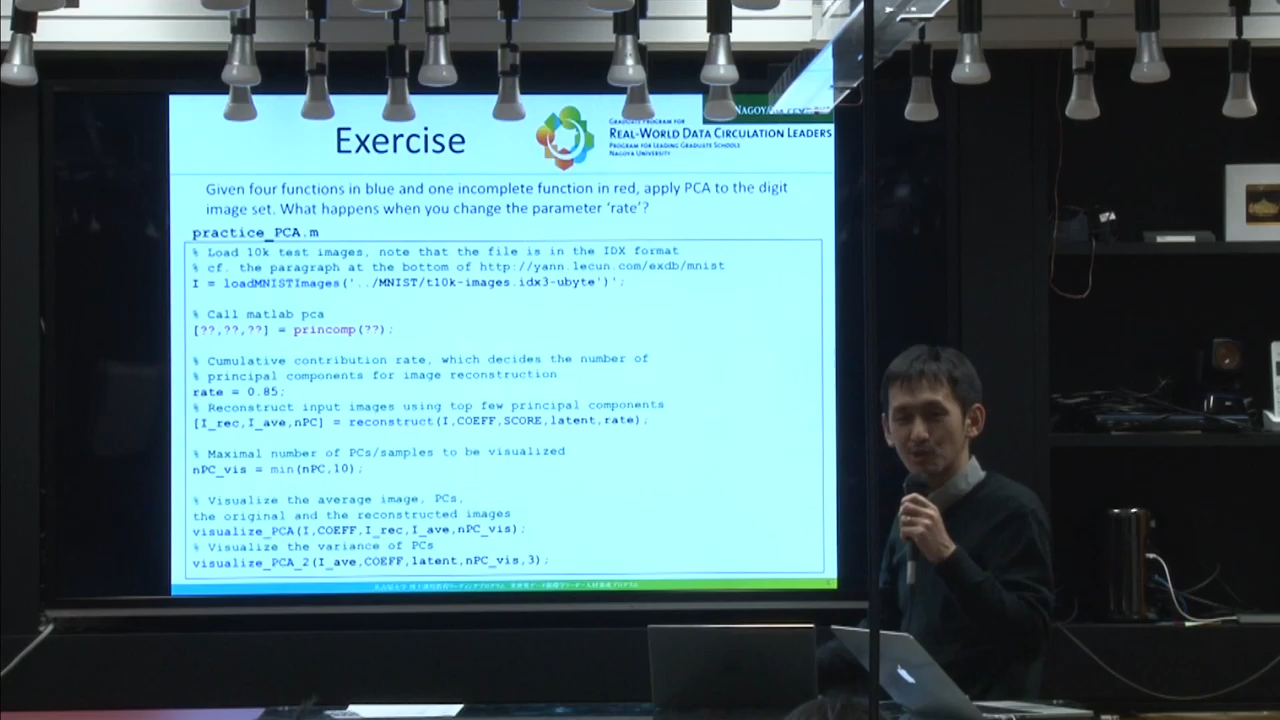 Exercise
GRADUATE PROGRAM FOR
REAL-WORLD DATA CIRCULATION LEADERS
PROGRAM FOR LEADING GRADUATE SCHOOLS
NAGOYA UNIVERSITY
NAGOYA
Given four functions in blue and one incomplete function in red, apply PCA to the digit
image set. What happens when you change the parameter ‘rate’?
practice_PCA.m
% Load 10k test images, note that the file is in the IDX format
% cf. the paragraph at the bottom of http://yann.lecun.com/exdb/mnist
I = loadMNISTImages('../MNIST/t10k-images.idx3-ubyte')';
% Call matlab pca
[??,??,??] = princomp(??);
% Cumulative contribution rate, which decides the number of
% principal components for image reconstruction
rate = 0.85;
% Reconstruct input images using top few principal components
[I_rec,I_ave,nPC] = reconstruct(I,COEFF,SCORE,latent,rate);
% Maximal number of PCs/samples to be visualized
nPC_vis = min(nPC,10);
% Visualize the average image, PCs,
the original and the reconstructed images
visualize_PCA(I,COEFF,I_rec,I_ave,nPC_vis);
% Visualize the variance of PCs
visualize_PCA_2(I_ave,COEFF,latent,nPC_vis,3);